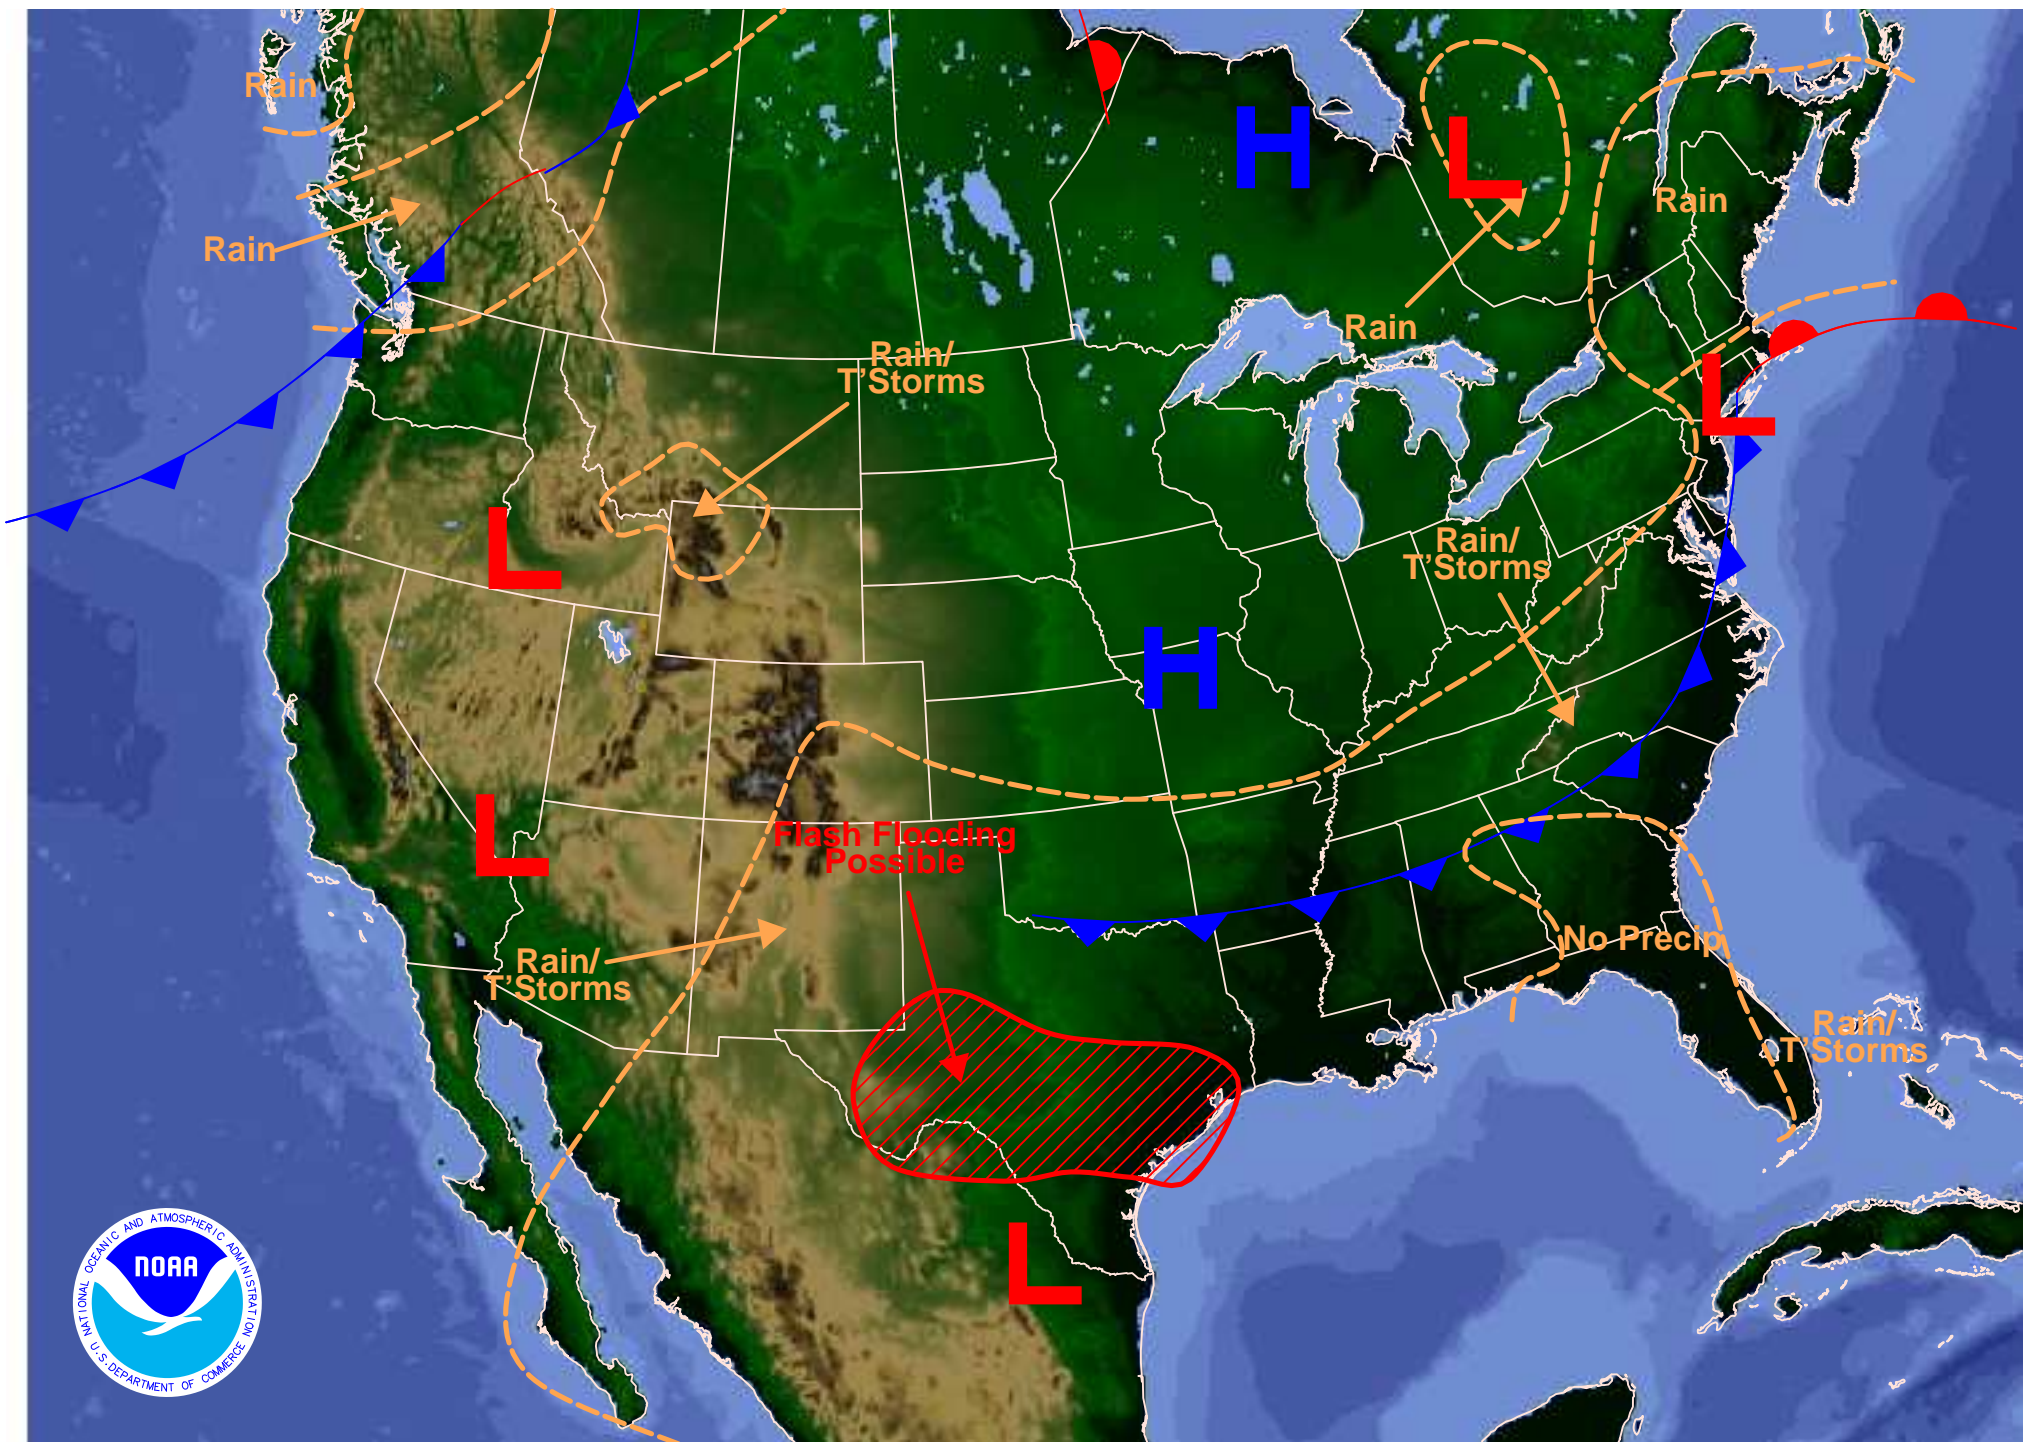 Rain
H
L
Rain
Rain
Rain
Rain/
T'Storms
L
Rain/
T'Storms
L
H
L
Flash Flooding
Possible
No Precip
Rain/
T'Storms
Rain/
T'Storms
L
NATIONAL OCEANIC AND ATMOSPHERIC ADMINISTRATION
NOAA
U.S. DEPARTMENT OF COMMERCE